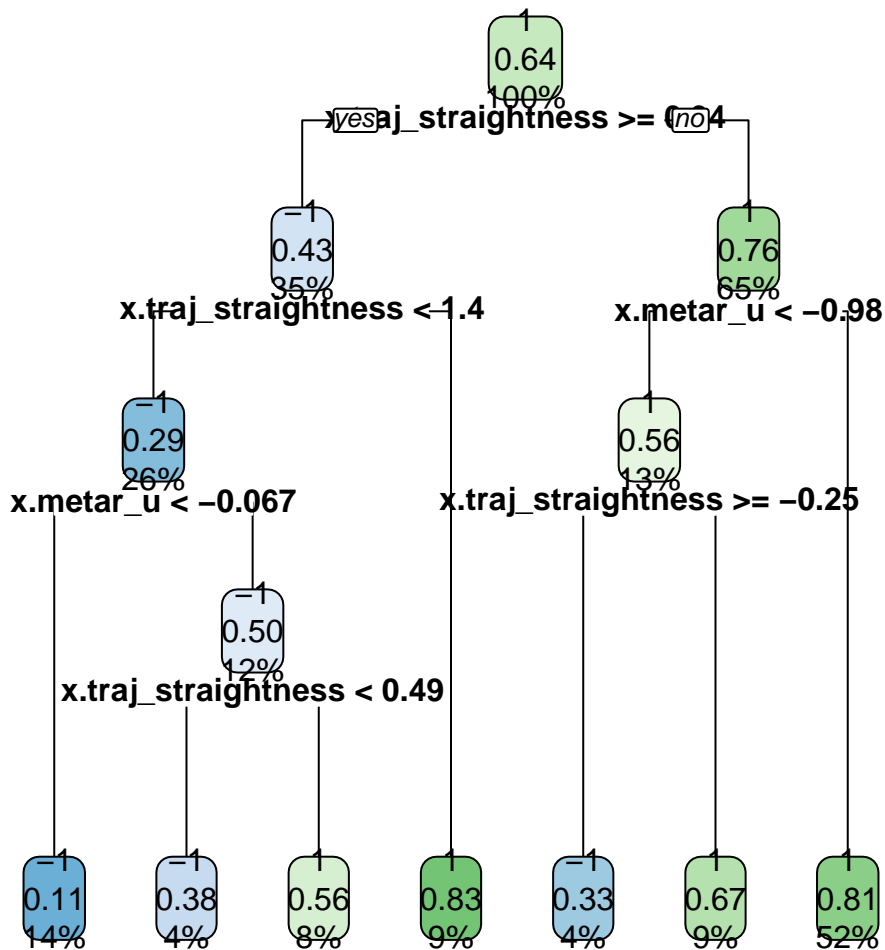 1
0.64
100%
yes
no
−1
0.43
35%
1
0.76
65%
x.traj_straightness < 1.4
x.metar_u < −0.98
−1
0.29
26%
1
0.56
13%
x.metar_u < −0.067
x.traj_straightness >= −0.25
−1
0.50
12%
x.traj_straightness < 0.49
−1 −1 1 1 −1 1 1
0.11 0.38 0.56 0.83 0.33 0.67 0.81
14% 4% 8% 9% 4% 9% 52%